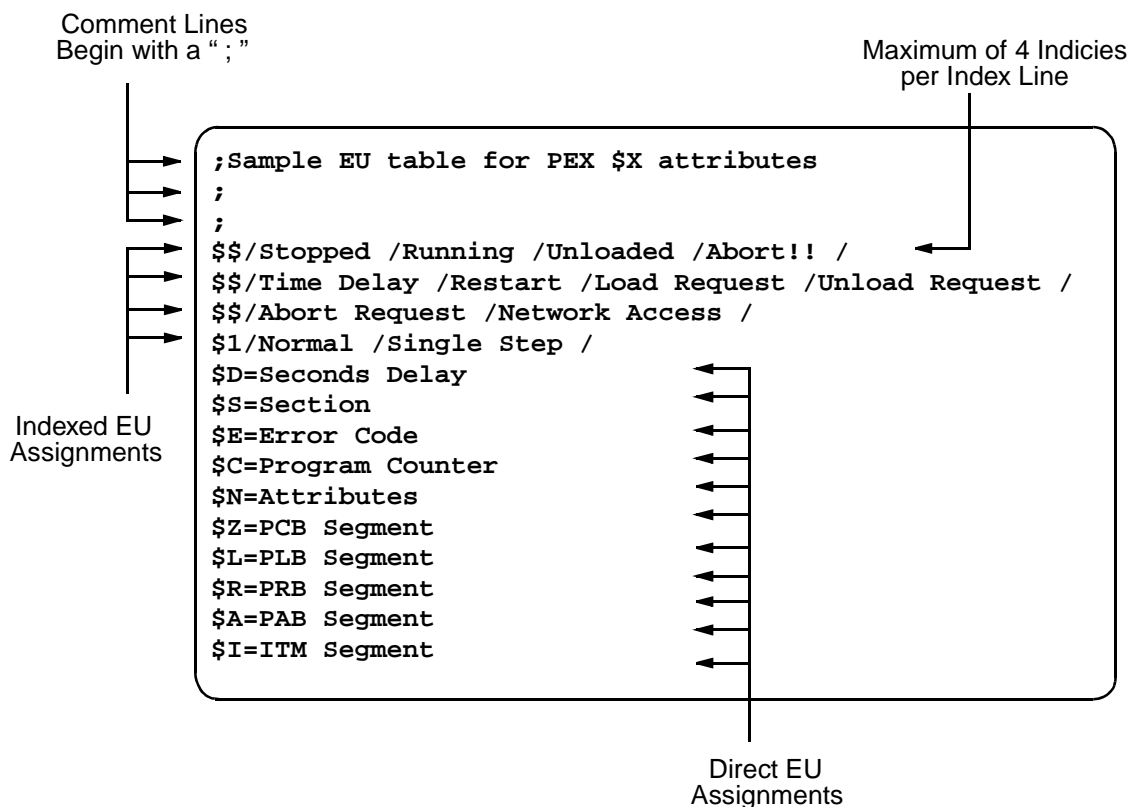 Comment Lines
Begin with a “ ; ”
Maximum of 4 Indicies
per Index Line
;Sample EU table for PEX $X attributes
;
;
$$/Stopped /Running /Unloaded /Abort!! /
$$/Time Delay /Restart /Load Request /Unload Request /
$$/Abort Request /Network Access /
$1/Normal /Single Step /
$D=Seconds Delay
$S=Section
$E=Error Code
$C=Program Counter
$N=Attributes
$Z=PCB Segment
$L=PLB Segment
$R=PRB Segment
$A=PAB Segment
$I=ITM Segment
Indexed EU
Assignments
Direct EU
Assignments